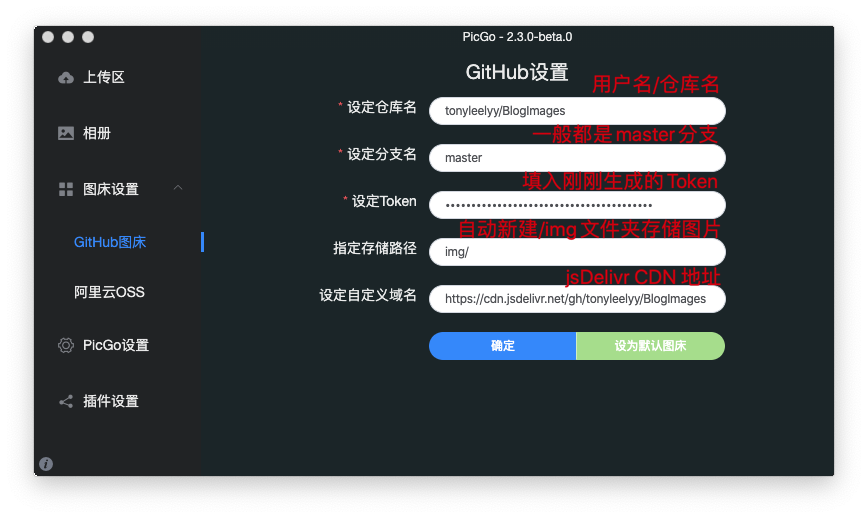 PicGo - 2.3.0-beta.0
上传区
相册
图床设置
GitHub图床
阿里云OSS
PicGo设置
插件设置
GitHub设置
用户名/仓库名
* 设定仓库名
tonyleelyy/BlogImages
一般都是 master 分支
* 设定分支名
master
填入刚刚生成的 Token
* 设定Token
••••••••••••••••••••••••••••••••••••••••
自动新建/img 文件夹存储图片
指定存储路径
img/
jsDelivr CDN 地址
设定自定义域名
https://cdn.jsdelivr.net/gh/tonyleelyy/BlogImages
确定
设为默认图床